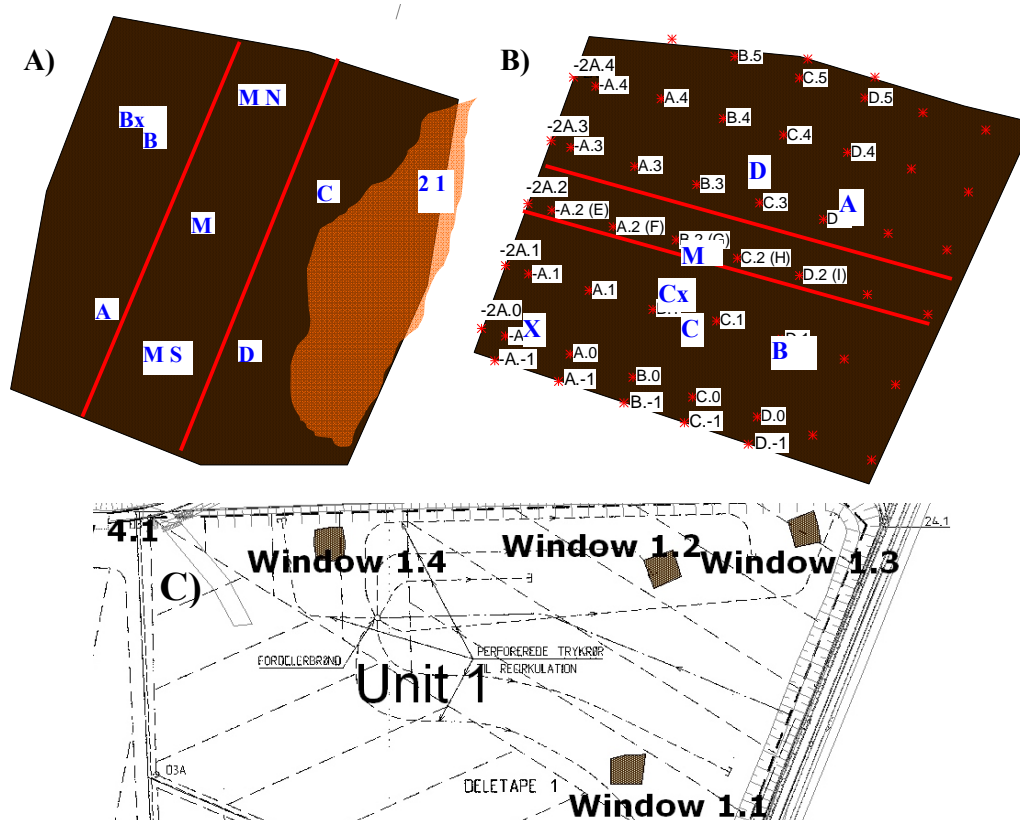 A)
M N
Bx
B
2 1
C
M
A
M S
D
B)
B.5
-2A.4
C.5
-A.4
A.4
D.5
B.4
-2A.3
C.4
-A.3
D.4
A.3
D
B.3
-2A.2
C.3
A
-A.2 (E)
D
A.2 (F)
B.2 (G)
-2A.1
M
C.2 (H)
-A.1
D.2 (I)
A.1
Cx
-2A.0
C.1
X
C
-A
B
A.0
-A.-1
A.-1
B.0
B.-1
C.0
C.-1
D.0
D.-1
4.1
24.1
Window 1.4
Window 1.2
Window 1.3
C)
FORDELERBRØND
PERFOREREDE TRYKRØR
TIL RECIRKULATION
Unit 1
03A
DELETAPE 1
Window 1.1